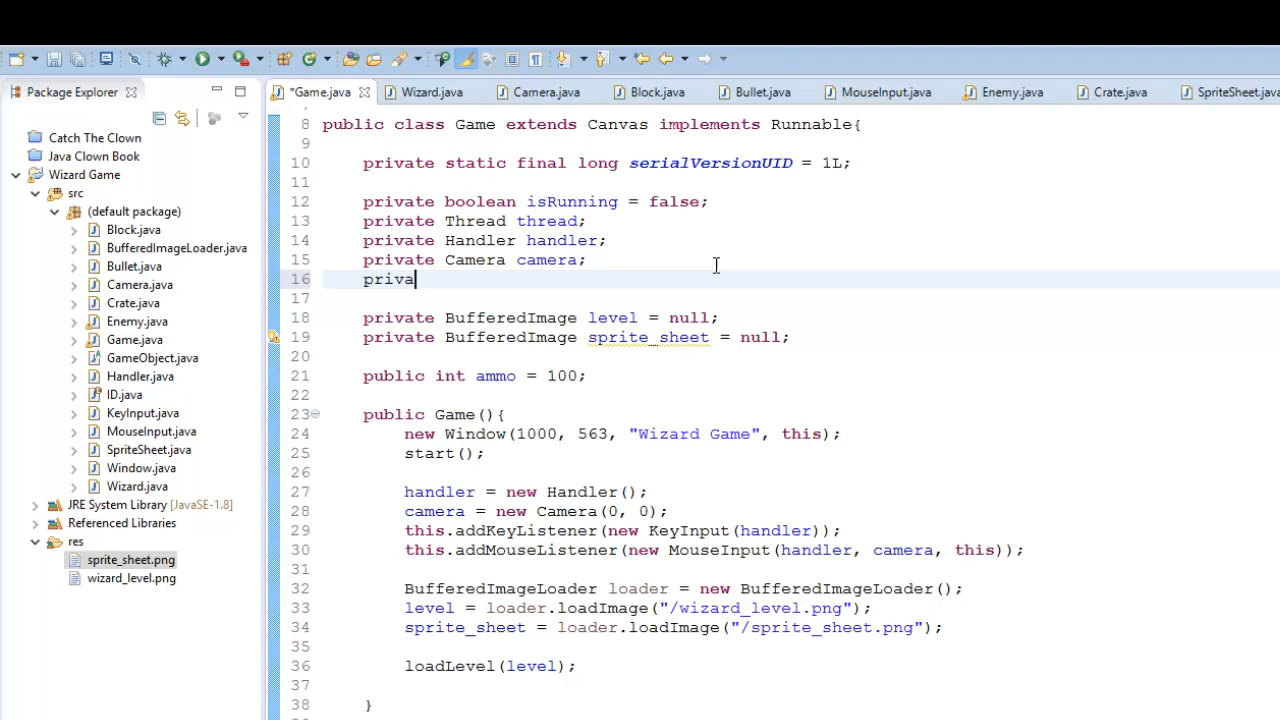 Package Explorer
*Game.java
Wizard.java
Camera.java
Block.java
Bullet.java
MouseInput.java
Enemy.java
Crate.java
SpriteSheet.java
Catch The Clown
Java Clown Book
Wizard Game
src
(default package)
Block.java
BufferedImageLoader.java
Bullet.java
Camera.java
Crate.java
Enemy.java
Game.java
GameObject.java
Handler.java
ID.java
KeyInput.java
MouseInput.java
SpriteSheet.java
Window.java
Wizard.java
JRE System Library [JavaSE-1.8]
Referenced Libraries
res
sprite_sheet.png
wizard_level.png
8 public class Game extends Canvas implements Runnable{
9
10 private static final long serialVersionUID = 1L;
11
12 private boolean isRunning = false;
13 private Thread thread;
14 private Handler handler;
15 private Camera camera;
16 priva
17
18 private BufferedImage level = null;
19 private BufferedImage sprite_sheet = null;
20
21 public int ammo = 100;
22
23 public Game(){
24 new Window(1000, 563, "Wizard Game", this);
25 start();
26
27 handler = new Handler();
28 camera = new Camera(0, 0);
29 this.addKeyListener(new KeyInput(handler));
30 this.addMouseListener(new MouseInput(handler, camera, this));
31
32 BufferedImageLoader loader = new BufferedImageLoader();
33 level = loader.loadImage("/wizard_level.png");
34 sprite_sheet = loader.loadImage("/sprite_sheet.png");
35
36 loadLevel(level);
37
38 }